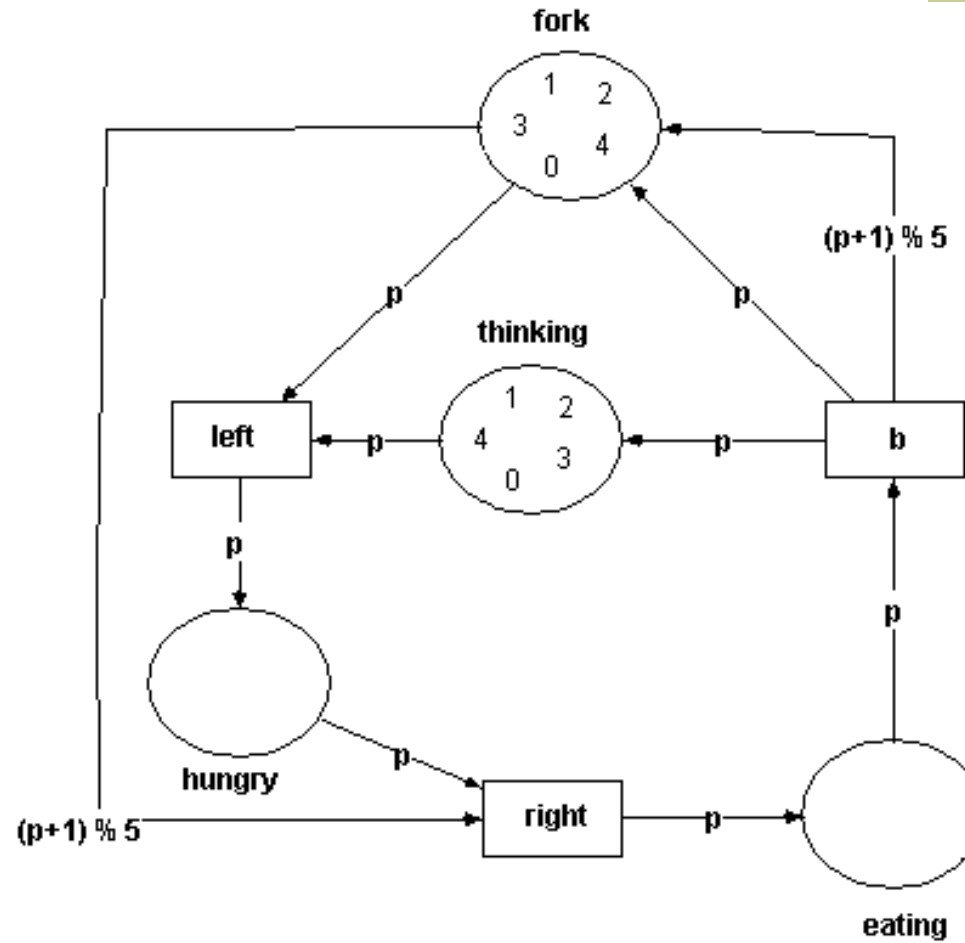 fork
1 2
3
4
0
(p+1) % 5
p
p
thinking
1 2
4
3
0
left
p
p
b
p
p
hungry
p
(p+1) % 5
right
p
eating